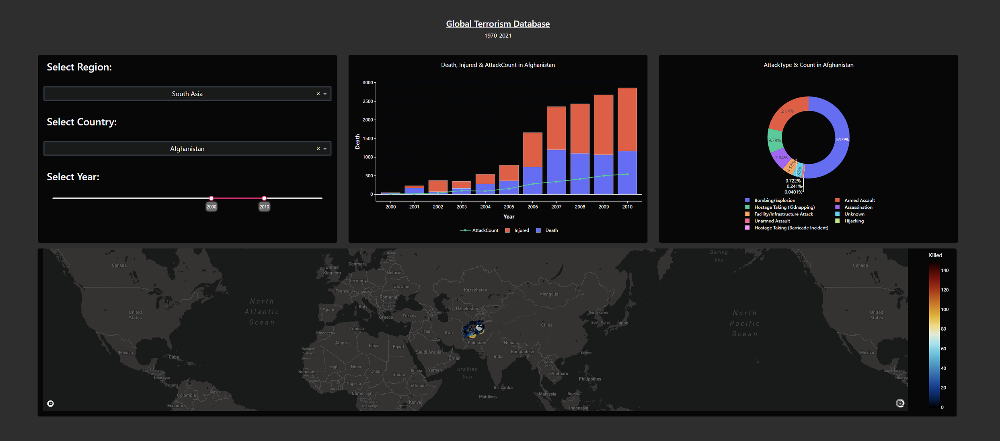 Global Terrorism Database
1970-2021
Select Region:
South Asia
×
Select Country:
Afghanistan
×
Select Year:
2000
2010
Death, Injured & AttackCount in Afghanistan
3000
2500
2000
1500
1000
500
0
Death
2000 2001 2002 2003 2004 2005 2006 2007 2008 2009 2010
Year
AttackCount Injured Death
AttackType & Count in Afghanistan
21.4%
51.9%
9.79%
7.94%
4.53%
0.722%
0.241%
0.0401%
Bombing/Explosion Armed Assault
Hostage Taking (Kidnapping) Assassination
Facility/Infrastructure Attack Unknown
Unarmed Assault Hijacking
Hostage Taking (Barricade Incident)
Canada
United
States
Mexico
Cuba
Guatemala
Nicaragua
Panama
Colombia
Guyana
Ecuador
North
Atlantic
Ocean
Estonia
Latvia
Denmark
United
Kingdom
Belarus
Germany
Ukraine
France
Austria
Romania
Italy
Bulgaria
Spain
Greece
Turkey
Azerbaijan
Uzbekistan
Kazakhstan
Mongolia
North Korea
South Korea
Japan
China
Tunisia
Morocco
Iraq
Iran
Kuwait
Algeria
Libya
Egypt
Western
Sahara
Saudi Arabia
Oman
Pakistan
Nepal
Bangladesh
India
Taiwan
Mali
Niger
Chad
Sudan
Eritrea
Yemen
Arabian
Sea
Laos
Vietnam
Philippines
Senegal
Guinea
Ghana
Nigeria
Cameroon
Ethiopia
Republic of
the Congo
Kenya
Sri Lanka
Maldives
Malaysia
Brunei
Indonesia
Bering
Sea
North
Pacific
Ocean
Canada
United
States
Mexico
Guatemala
Nicarag
Killed
140
120
100
80
60
40
20
0